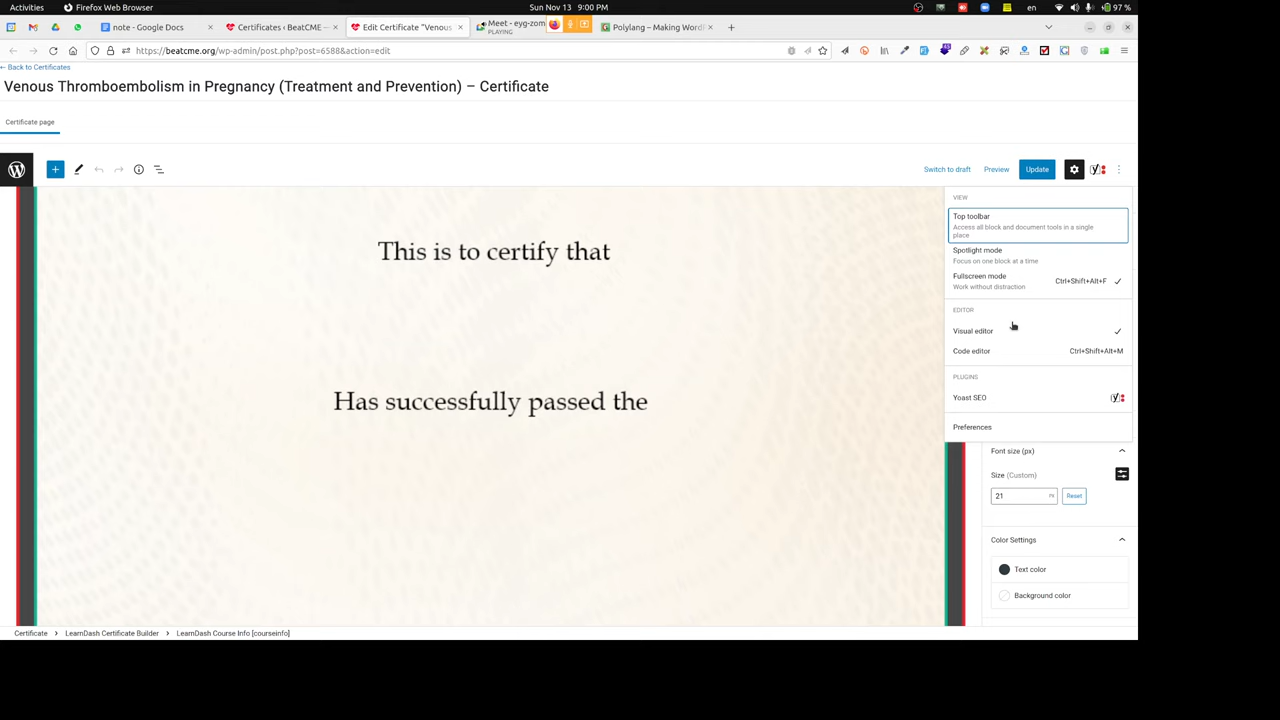 Activities
Firefox Web Browser
Sun Nov 13 9:00 PM
en
97 %
note - Google Docs
Certificates ‹ BeatCME —
Edit Certificate "Venous
Meet - eyg-zom
PLAYING
Polylang – Making Word
https://beatcme.org/wp-admin/post.php?post=6588&action=edit
← Back to Certificates
Venous Thromboembolism in Pregnancy (Treatment and Prevention) – Certificate
Certificate page
Switch to draft
Preview
Update
This is to certify that
Has successfully passed the
VIEW
Top toolbar
Access all block and document tools in a single
place
Spotlight mode
Focus on one block at a time
Fullscreen mode
Ctrl+Shift+Alt+F
Work without distraction
EDITOR
Visual editor
Code editor
Ctrl+Shift+Alt+M
PLUGINS
Yoast SEO
Preferences
Font size (px)
Size (Custom)
21
PX
Reset
Color Settings
Text color
Background color
Certificate > LearnDash Certificate Builder > LearnDash Course Info [courseinfo]